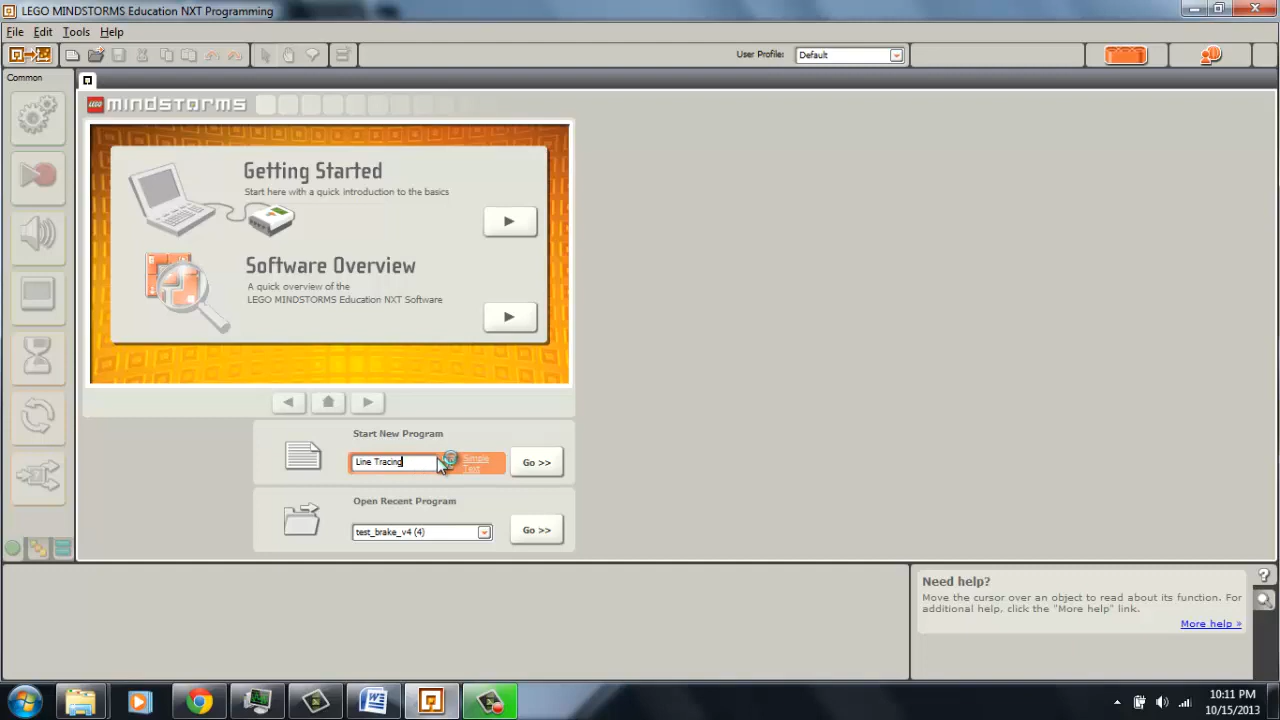 LEGO MINDSTORMS Education NXT Programming
File Edit Tools Help
User Profile: Default
Common
LEGO mindstorms
Getting Started
Start here with a quick introduction to the basics
Software Overview
A quick overview of the
LEGO MINDSTORMS Education NXT Software
Start New Program
Line Tracing
Simple
Text
Go >>
Open Recent Program
test_brake_v4 (4)
Go >>
Need help?
Move the cursor over an object to read about its function. For
additional help, click the "More help" link.
More help »
10:11 PM
10/15/2013